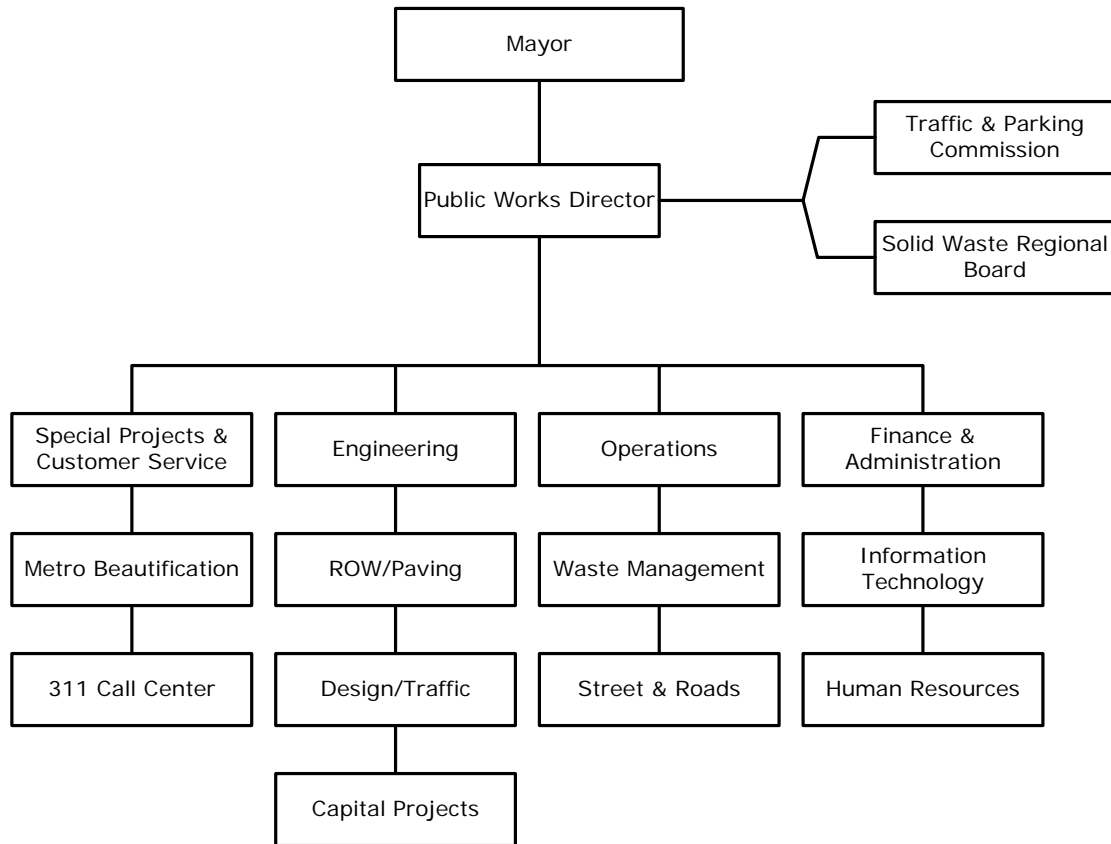 Mayor
Traffic & Parking
Commission
Public Works Director
Solid Waste Regional
Board
Special Projects &
Customer Service
Engineering
Operations
Finance &
Administration
Metro Beautification
ROW/Paving
Waste Management
Information
Technology
311 Call Center
Design/Traffic
Street & Roads
Human Resources
Capital Projects